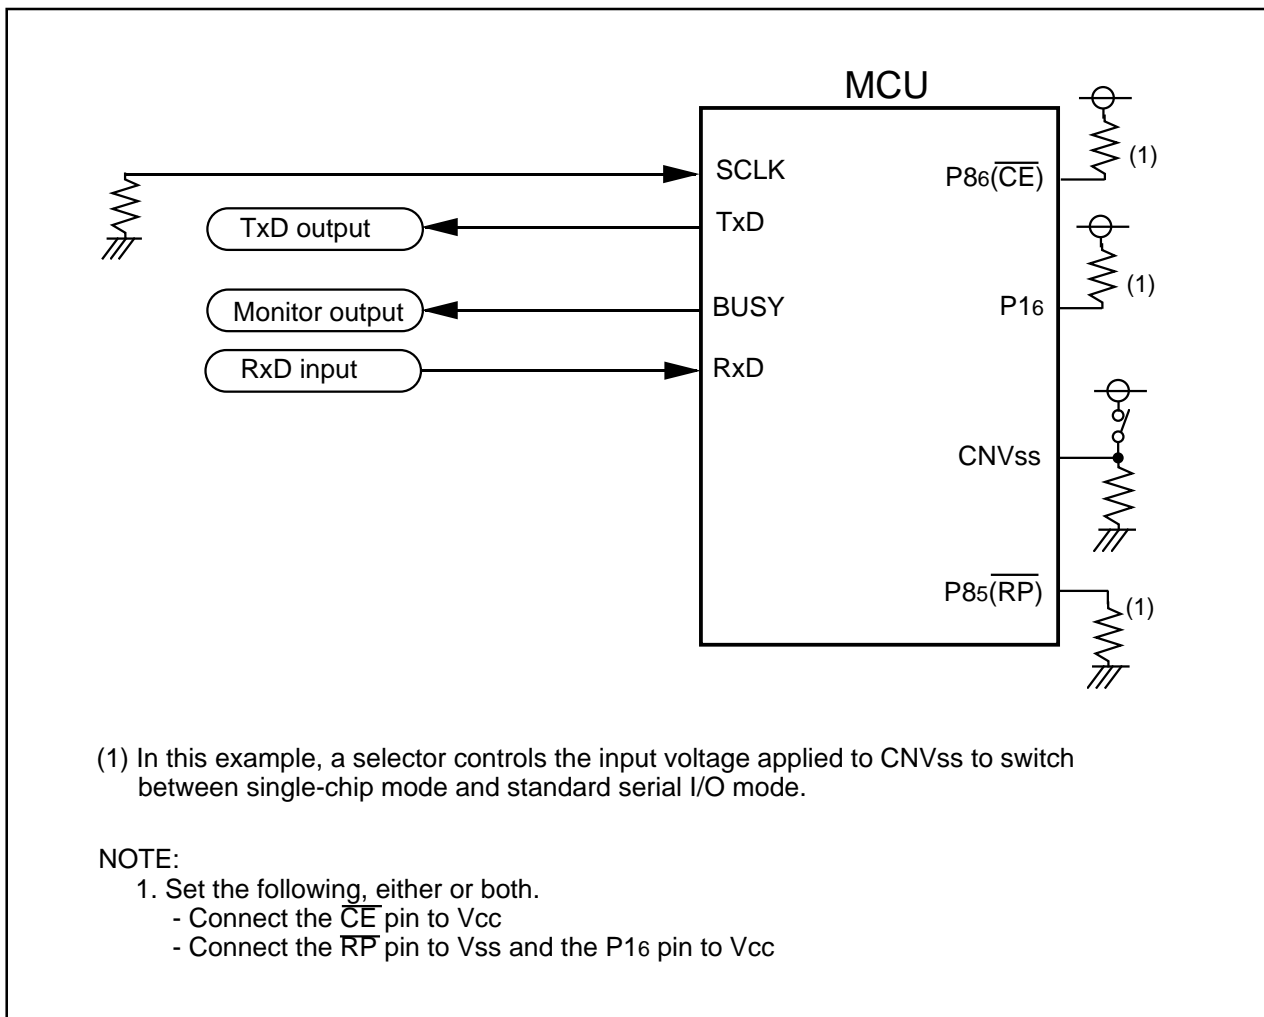 MCU
SCLK
TxD
BUSY
RxD
TxD output
Monitor output
RxD input
P86(CE)
(1)
P16
(1)
CNVss
P85(RP)
(1)
(1) In this example, a selector controls the input voltage applied to CNVss to switch
between single-chip mode and standard serial I/O mode.
NOTE:
1. Set the following, either or both.
- Connect the CE pin to Vcc
- Connect the RP pin to Vss and the P16 pin to Vcc